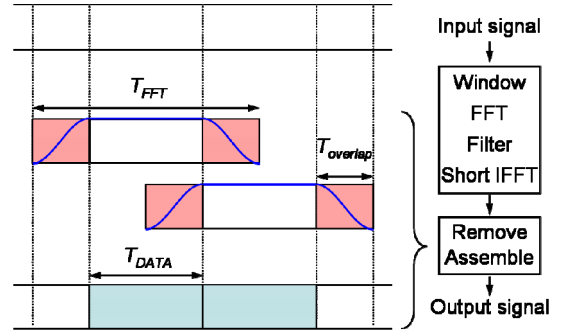 Input signal
Window
FFT
Filter
Short IFFT
Remove
Assemble
Output signal
T_FFT
T_overlap
T_DATA